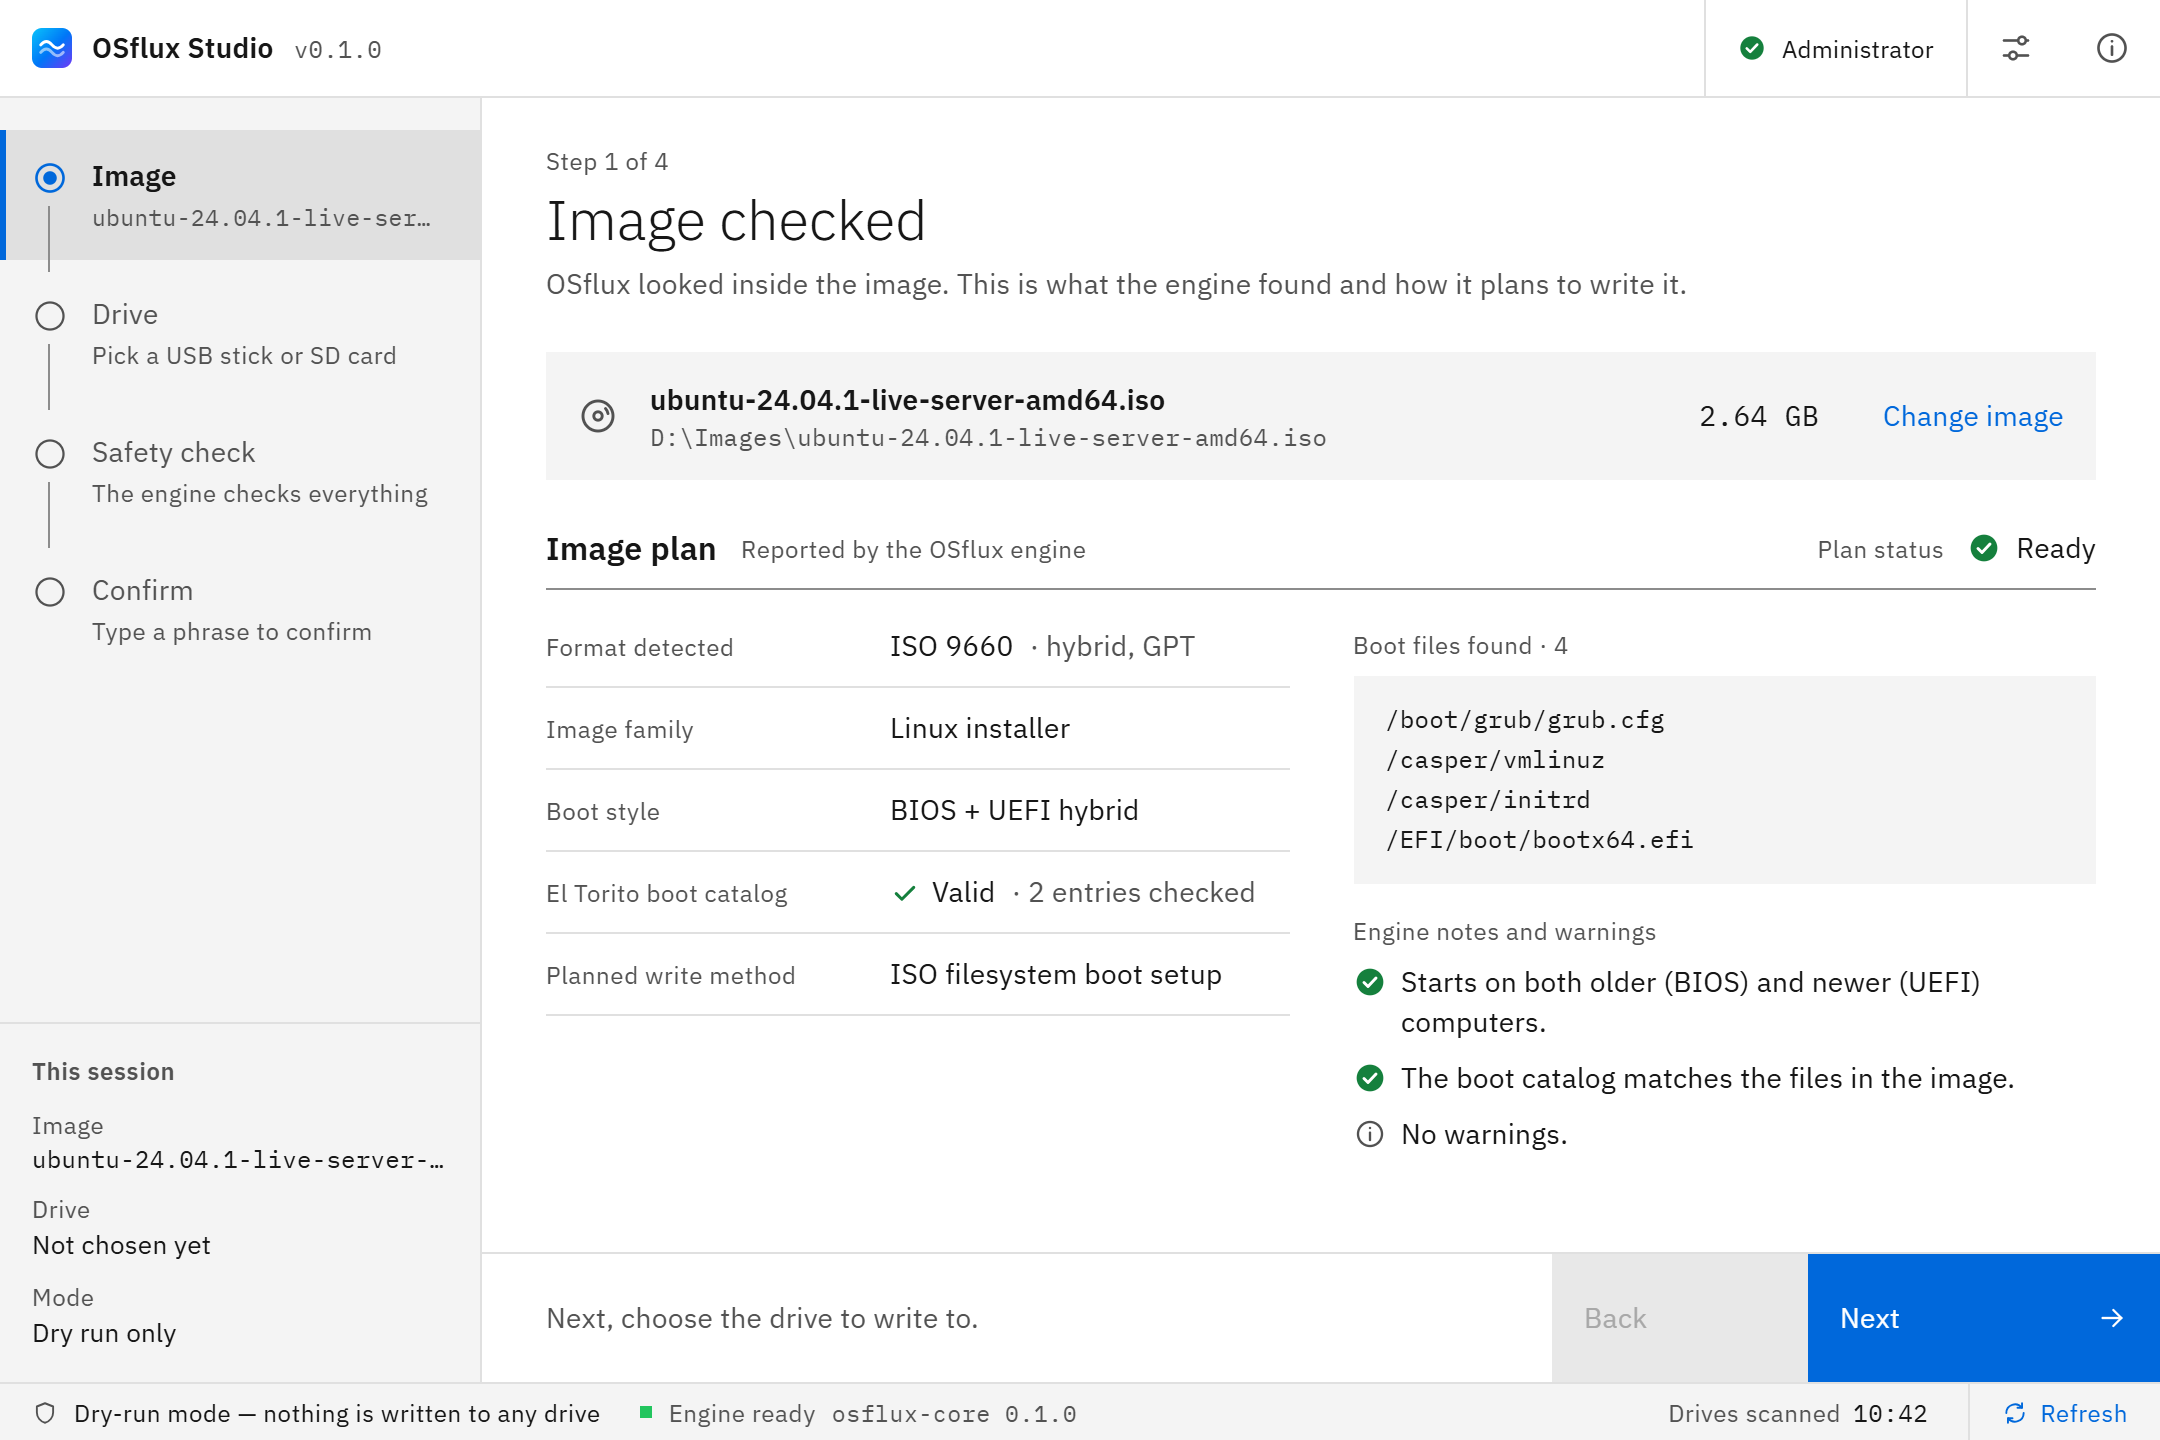 OSflux Studio v0.1.0
Administrator
Image
ubuntu-24.04.1-live-ser…
Drive
Pick a USB stick or SD card
Safety check
The engine checks everything
Confirm
Type a phrase to confirm
This session
Image
ubuntu-24.04.1-live-server-…
Drive
Not chosen yet
Mode
Dry run only
Step 1 of 4
Image checked
OSflux looked inside the image. This is what the engine found and how it plans to write it.
ubuntu-24.04.1-live-server-amd64.iso
D:\Images\ubuntu-24.04.1-live-server-amd64.iso
2.64 GB
Change image
Image plan Reported by the OSflux engine
Plan status Ready
Format detected ISO 9660 · hybrid, GPT
Image family Linux installer
Boot style BIOS + UEFI hybrid
El Torito boot catalog Valid · 2 entries checked
Planned write method ISO filesystem boot setup
Boot files found · 4
/boot/grub/grub.cfg
/casper/vmlinuz
/casper/initrd
/EFI/boot/bootx64.efi
Engine notes and warnings
Starts on both older (BIOS) and newer (UEFI)
computers.
The boot catalog matches the files in the image.
No warnings.
Next, choose the drive to write to.
Back
Next
Dry-run mode — nothing is written to any drive
Engine ready osflux-core 0.1.0
Drives scanned 10:42
Refresh